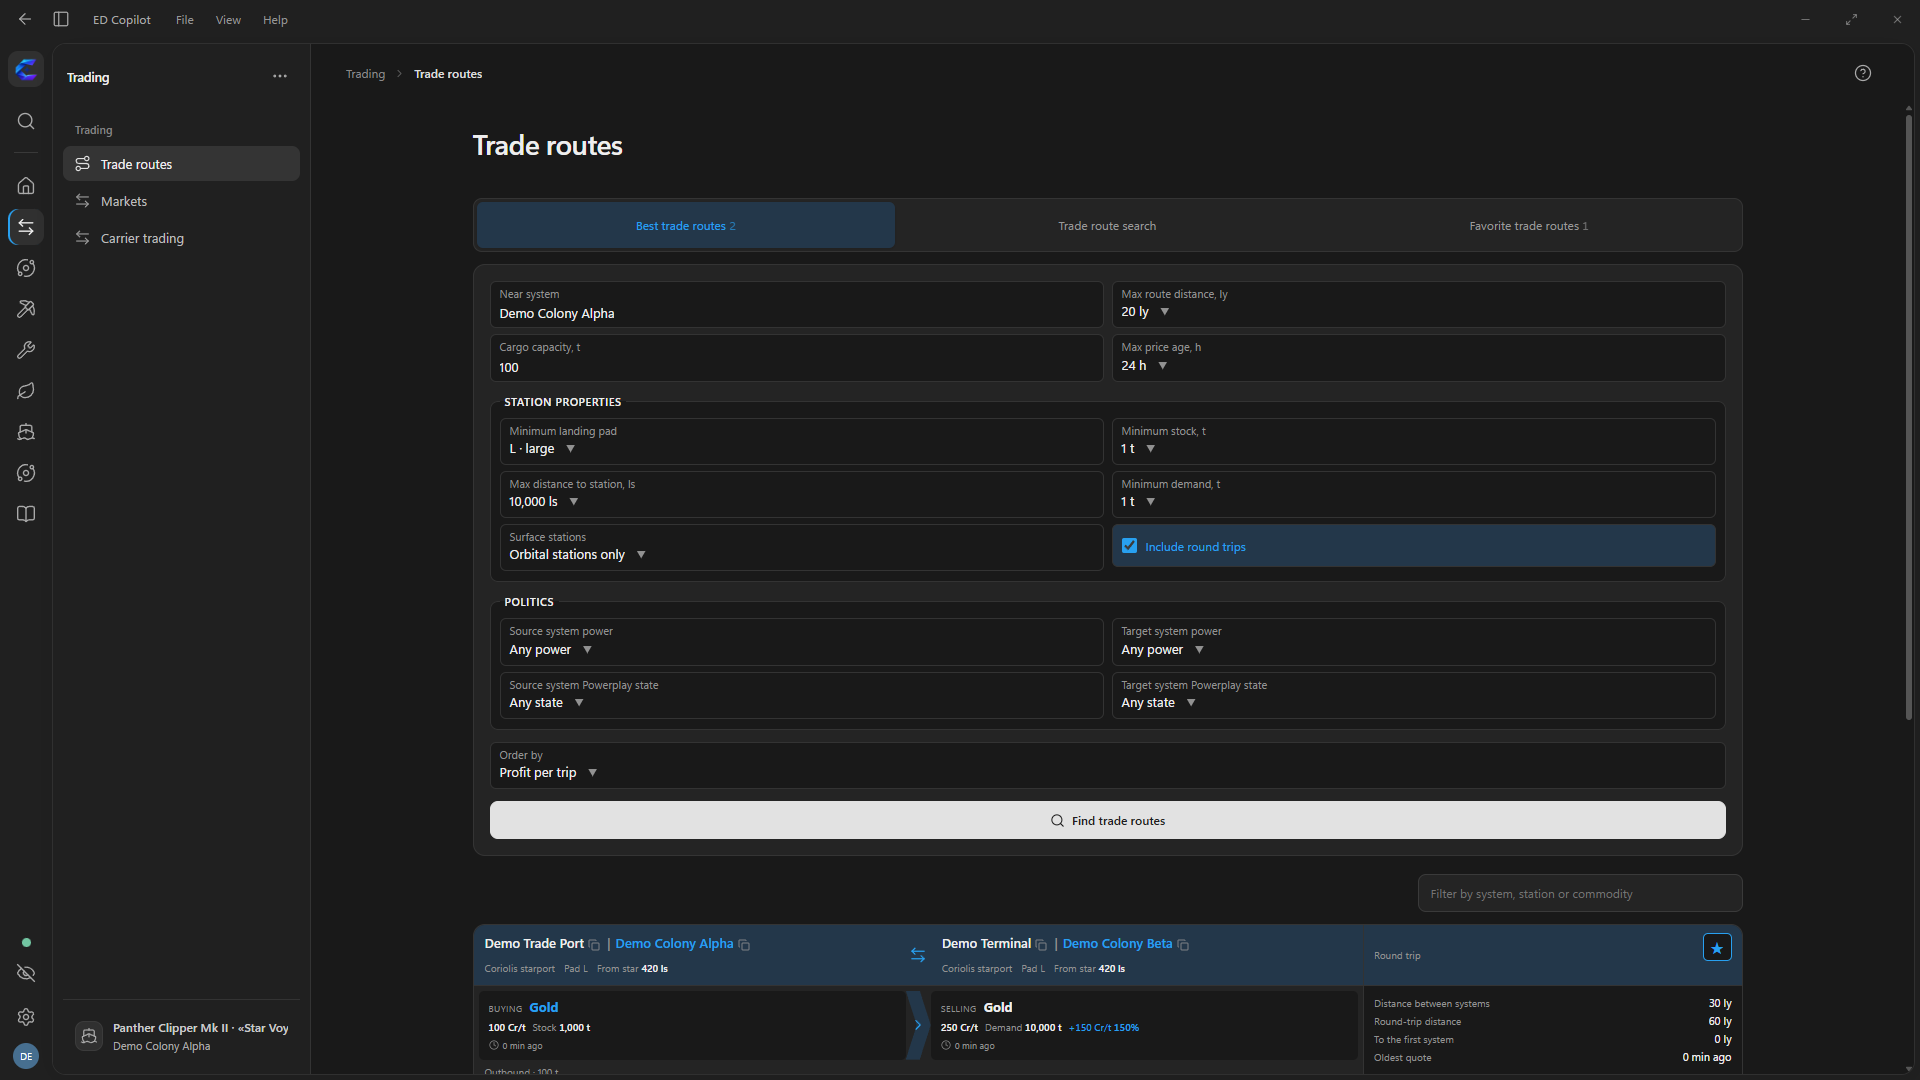 ED Copilot File View Help
Trading
Trading
Trade routes
Markets
Carrier trading
Panther Clipper Mk II · «Star Voy
Demo Colony Alpha
DE
Trading > Trade routes
Trade routes
Best trade routes 2
Trade route search
Favorite trade routes 1
Near system
Demo Colony Alpha
Max route distance, ly
20 ly
Cargo capacity, t
100
Max price age, h
24 h
STATION PROPERTIES
Minimum landing pad
L · large
Minimum stock, t
1 t
Max distance to station, ls
10,000 ls
Minimum demand, t
1 t
Surface stations
Orbital stations only
Include round trips
POLITICS
Source system power
Any power
Target system power
Any power
Source system Powerplay state
Any state
Target system Powerplay state
Any state
Order by
Profit per trip
Find trade routes
Filter by system, station or commodity
Demo Trade Port | Demo Colony Alpha
Coriolis starport Pad L From star 420 ls
Demo Terminal | Demo Colony Beta
Coriolis starport Pad L From star 420 ls
Round trip
BUYING Gold
100 Cr/t Stock 1,000 t
0 min ago
SELLING Gold
250 Cr/t Demand 10,000 t +150 Cr/t 150%
0 min ago
Distance between systems 30 ly
Round-trip distance 60 ly
To the first system 0 ly
Oldest quote 0 min ago
Outbound · 100 t